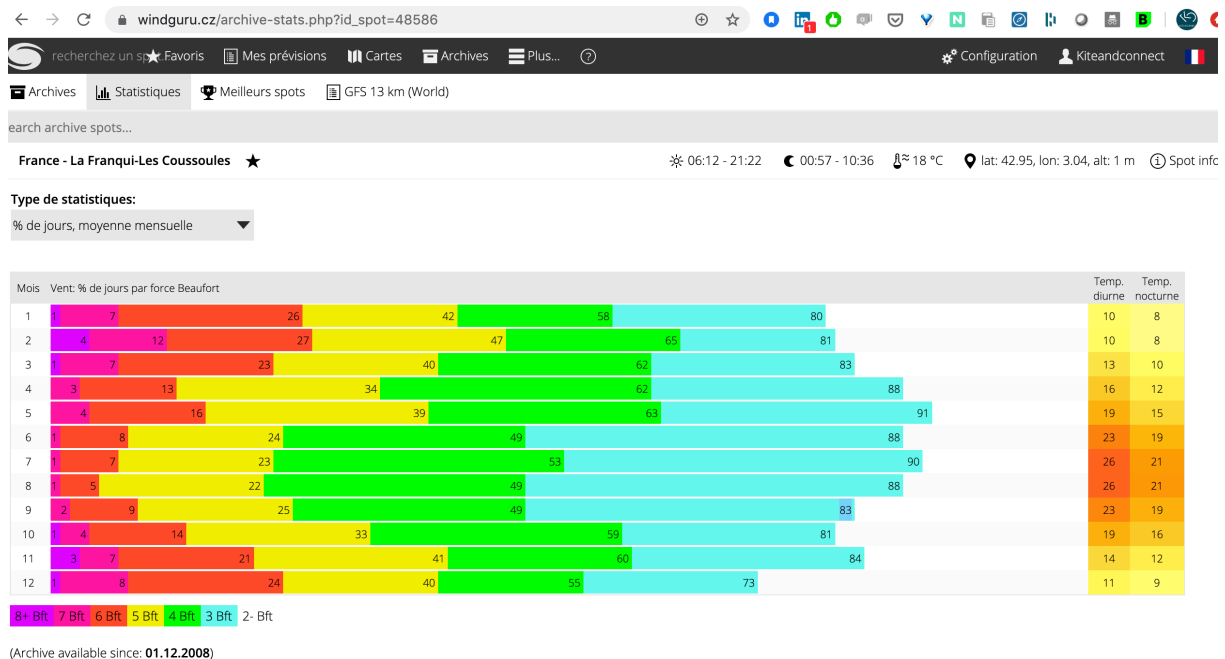 windguru.cz/archive-stats.php?id_spot=48586
recherchez un sp Favoris Mes prévisions Cartes Archives Plus... ? Configuration Kiteandconnect
Archives Statistiques Meilleurs spots GFS 13 km (World)
earch archive spots...
France - La Franqui-Les Coussoules 06:12 - 21:22 00:57 - 10:36 18 °C lat: 42.95, lon: 3.04, alt: 1 m Spot info
Type de statistiques:
% de jours, moyenne mensuelle
Mois Vent: % de jours par force Beaufort Temp. diurne Temp. nocturne
1 1 7 26 42 58 80 10 8
2 4 12 27 47 65 81 10 8
3 1 7 23 40 62 83 13 10
4 3 13 34 62 88 16 12
5 4 16 39 63 91 19 15
6 1 8 24 49 88 23 19
7 1 7 23 53 90 26 21
8 1 5 22 49 88 26 21
9 2 9 25 49 83 23 19
10 1 4 14 33 59 81 19 16
11 3 7 21 41 60 84 14 12
12 1 8 24 40 55 73 11 9
8+ Bft 7 Bft 6 Bft 5 Bft 4 Bft 3 Bft 2- Bft
(Archive available since: 01.12.2008)